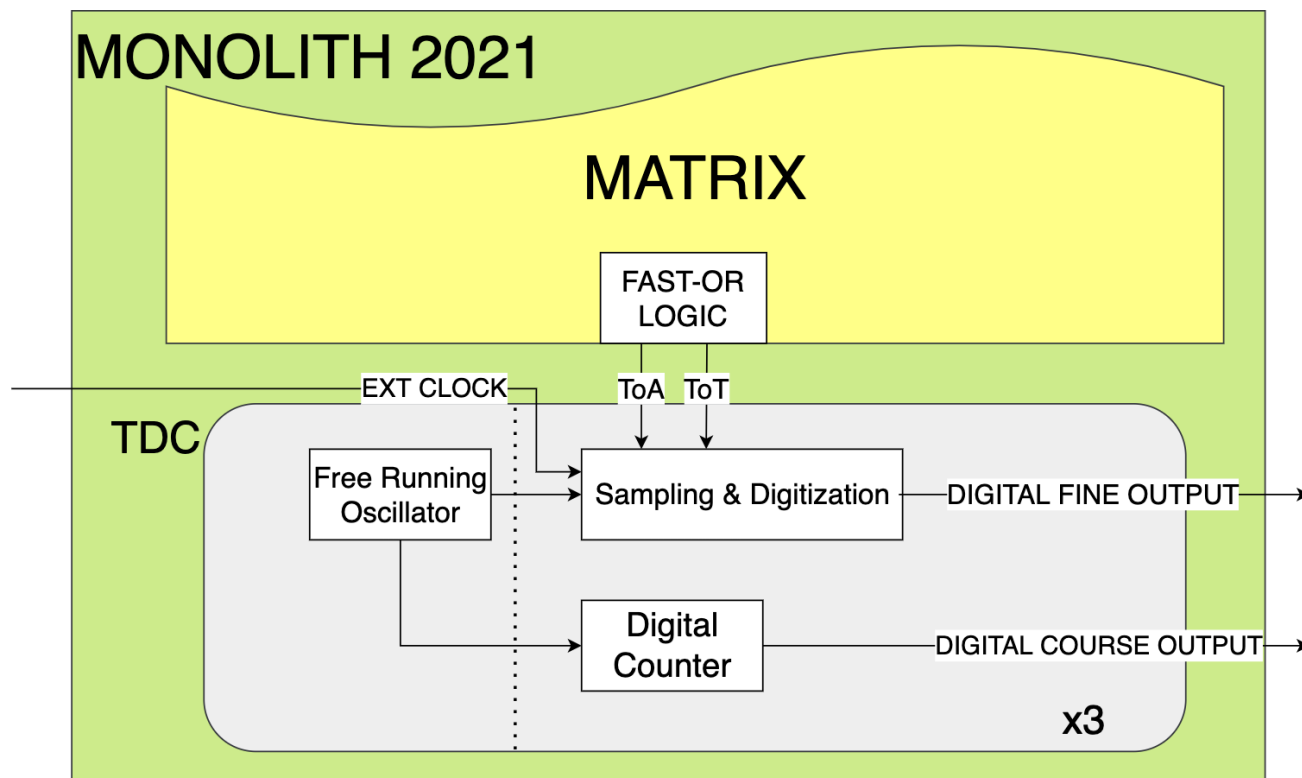 MONOLITH 2021
MATRIX
FAST-OR
LOGIC
EXT CLOCK
ToA
ToT
TDC
Free Running
Oscillator
Sampling & Digitization
DIGITAL FINE OUTPUT
Digital
Counter
DIGITAL COURSE OUTPUT
x3